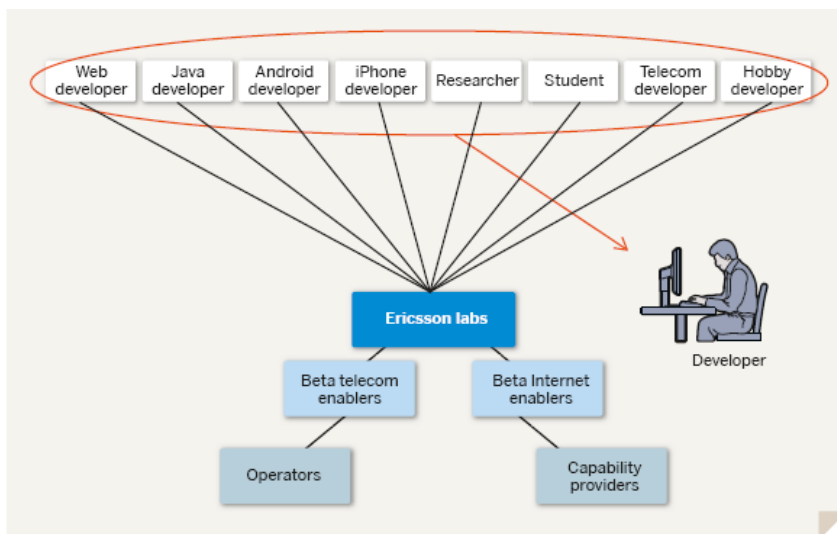 Web
developer
Java
developer
Android
developer
iPhone
developer
Researcher
Student
Telecom
developer
Hobby
developer
Ericsson labs
Developer
Beta telecom
enablers
Beta Internet
enablers
Operators
Capability
providers